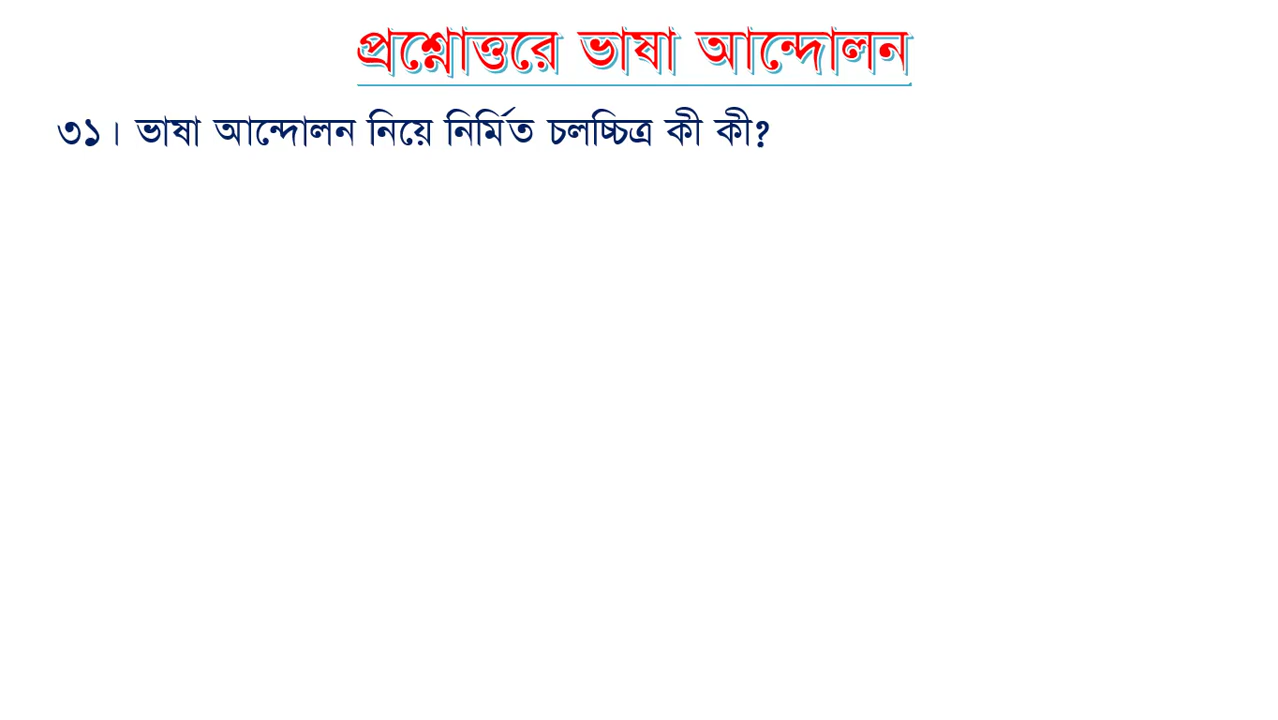 প্রশ্নোত্তরে ভাষা আন্দোলন
৩১। ভাষা আন্দোলন নিয়ে নির্মিত চলচ্চিত্র কী কী?